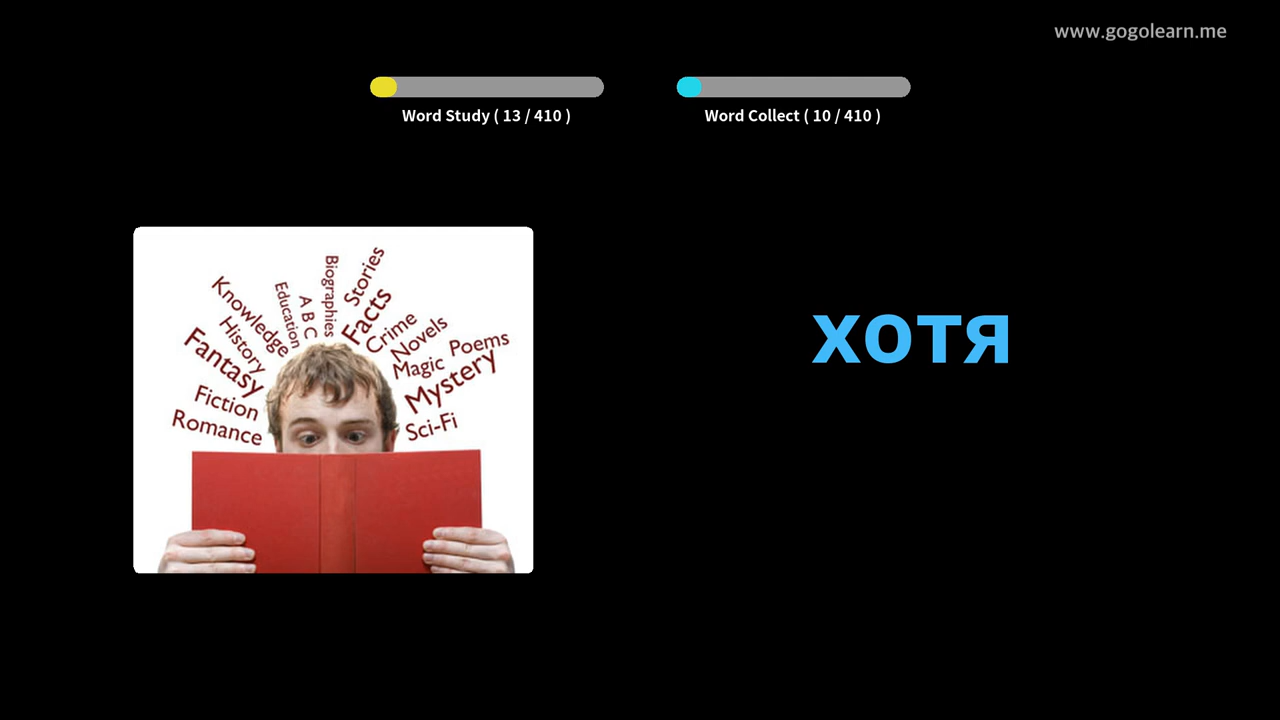 www.gogolearn.me
Word Study ( 13 / 410 )
Word Collect ( 10 / 410 )
Stories
Biographies
Facts
A B C
Education
Knowledge
Crime
Novels
History
Poems
Fantasy
Magic
Mystery
Fiction
Romance
Sci-Fi
хотя